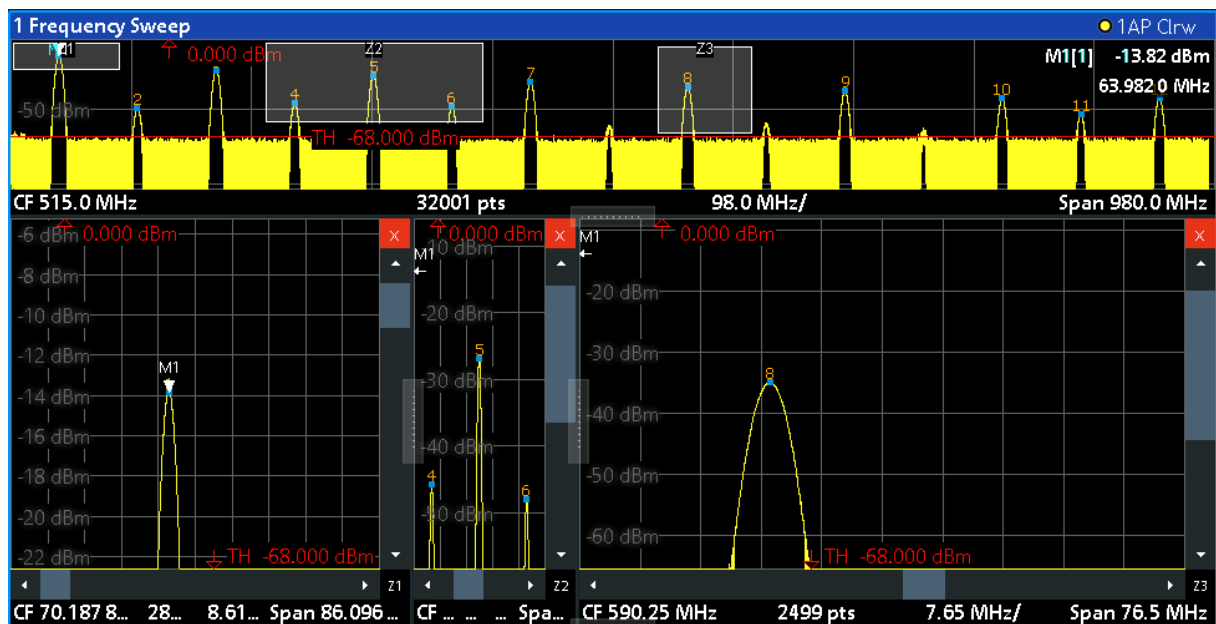 1 Frequency Sweep
1AP Clrw
0.000 dBm
M1[1] -13.82 dBm
63.982 0 MHz
Z2
Z3
2
4
5
6
7
8
9
10
11
-50 dBm
TH -68.000 dBm
CF 515.0 MHz 32001 pts 98.0 MHz/ Span 980.0 MHz
-6 dBm 0.000 dBm
-8 dBm
-10 dBm
-12 dBm
M1
-14 dBm
-16 dBm
-18 dBm
-20 dBm
-22 dBm
TH -68.000 dBm
Z1
CF 70.187 8... 28... 8.61... Span 86.096 ...
0.000 dBm
M1
-20 dBm
5
-30 dBm
-40 dBm
4
6
Z2
CF ... ... ... Spa...
M1
0.000 dBm
-20 dBm
-30 dBm
8
-40 dBm
-50 dBm
-60 dBm
TH -68.000 dBm
Z3
CF 590.25 MHz 2499 pts 7.65 MHz/ Span 76.5 MHz